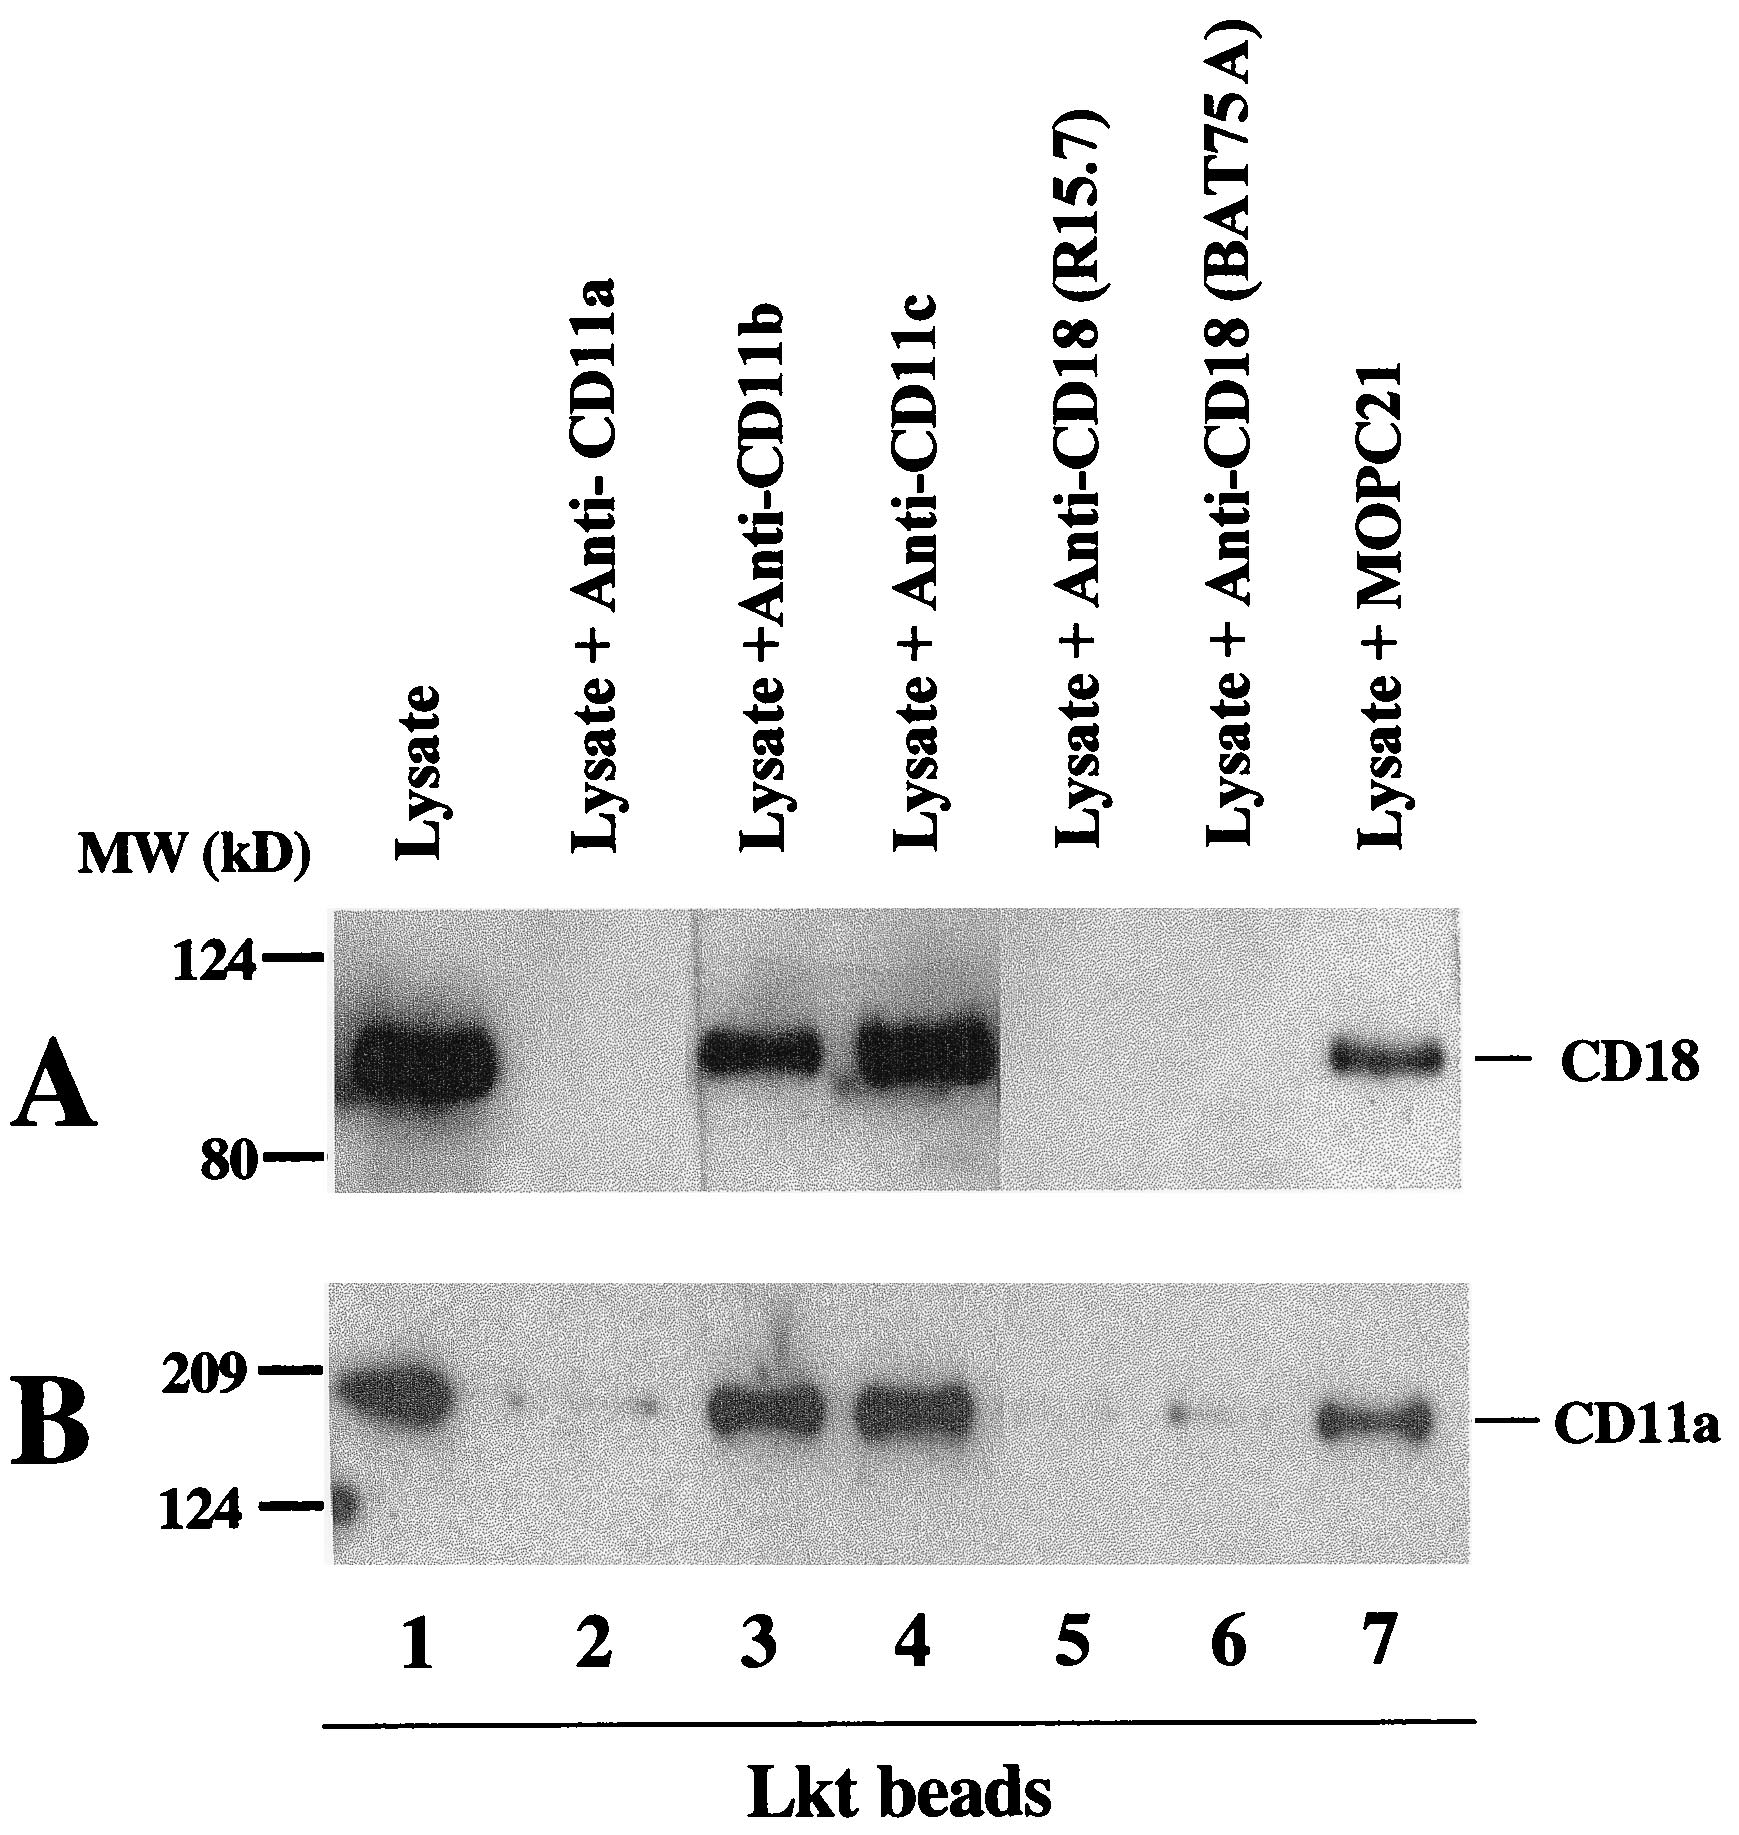 Lysate
Lysate + Anti- CD11a
Lysate +Anti-CD11b
Lysate + Anti-CD11c
Lysate + Anti-CD18 (R15.7)
Lysate + Anti-CD18 (BAT75A)
Lysate + MOPC21
MW (kD)
124
A
CD18
80
209
B
CD11a
124
1 2 3 4 5 6 7
Lkt beads